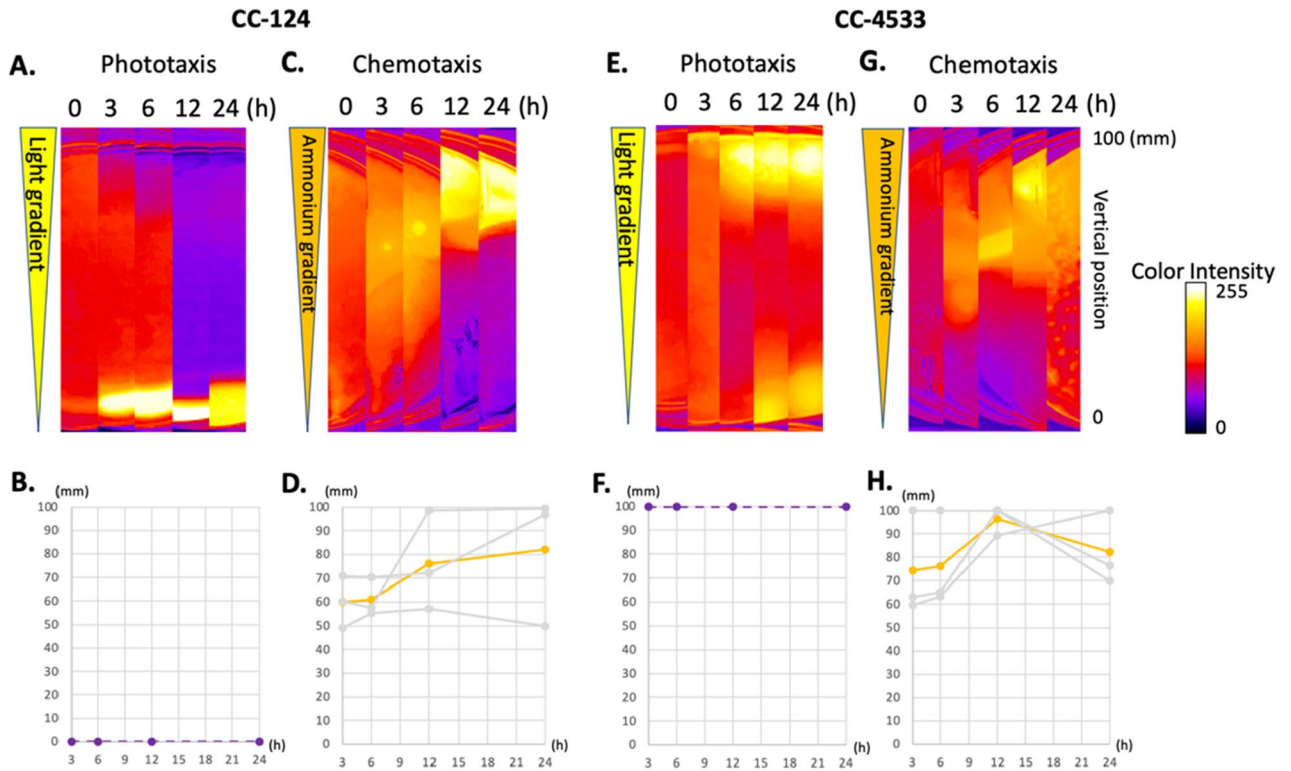 CC-124
CC-4533
A.
Phototaxis
C.
Chemotaxis
E.
Phototaxis
G.
Chemotaxis
0 3 6 12 24 (h)
0 3 6 12 24 (h)
0 3 6 12 24 (h)
0 3 6 12 24 (h)
Light gradient
Ammonium gradient
Light gradient
Ammonium gradient
100 (mm)
Vertical position
0
Color Intensity
255
0
B.
(mm)
100
90
80
70
60
50
40
30
20
10
0
3 6 9 12 15 18 21 24
(h)
D.
(mm)
100
90
80
70
60
50
40
30
20
10
0
3 6 9 12 15 18 21 24
(h)
F.
(mm)
100
90
80
70
60
50
40
30
20
10
0
3 6 9 12 15 18 21 24
(h)
H.
(mm)
100
90
80
70
60
50
40
30
20
10
0
3 6 9 12 15 18 21 24
(h)